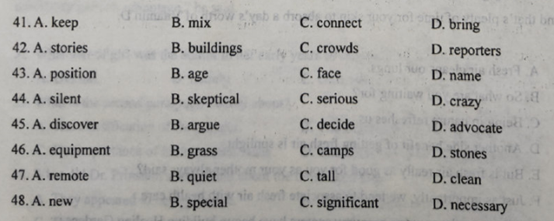 41. A. keep B. mix C. connect D. bring
42. A. stories B. buildings C. crowds D. reporters
43. A. position B. age C. face D. name
44. A. silent B. skeptical C. serious D. crazy
45. A. discover B. argue C. decide D. advocate
46. A. equipment B. grass C. camps D. stones
47. A. remote B. quiet C. tall D. clean
48. A. new B. special C. significant D. necessary